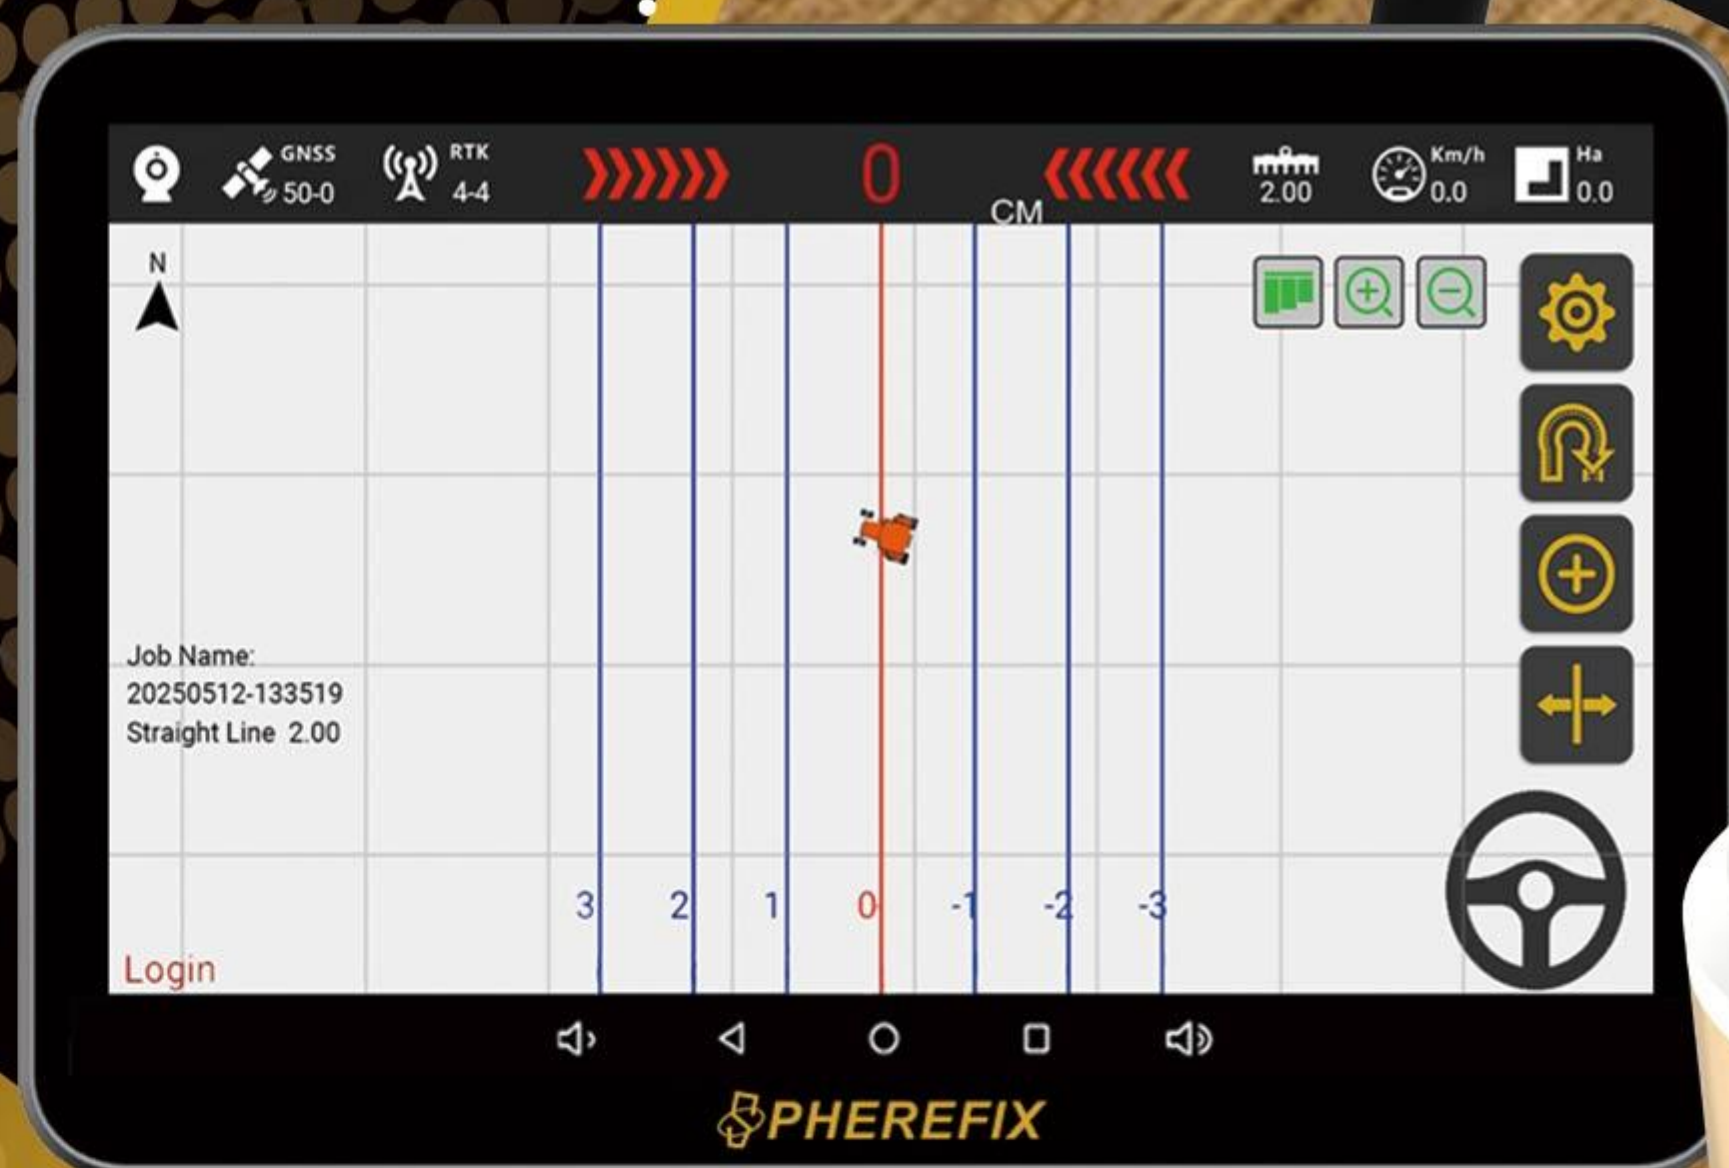 GNSS
50-0
RTK
4-4
0
CM
2.00
Km/h
0.0
Ha
0.0
N
Job Name:
20250512-133519
Straight Line 2.00
3 2 1 0 -1 -2 -3
Login
SPHEREFIX